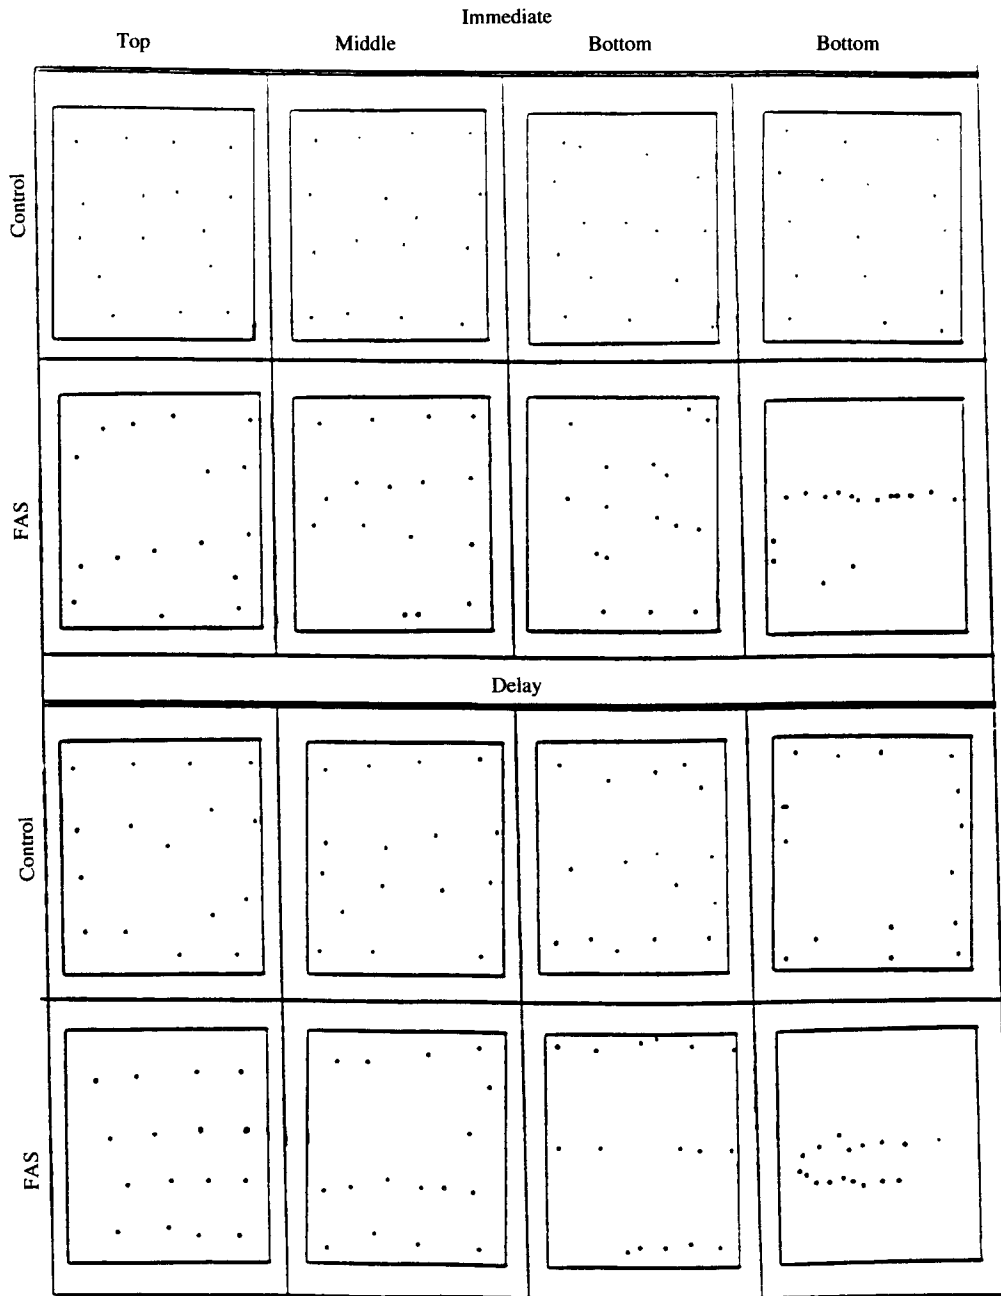 Immediate
Top Middle Bottom Bottom
Control
FAS
Delay
Control
FAS